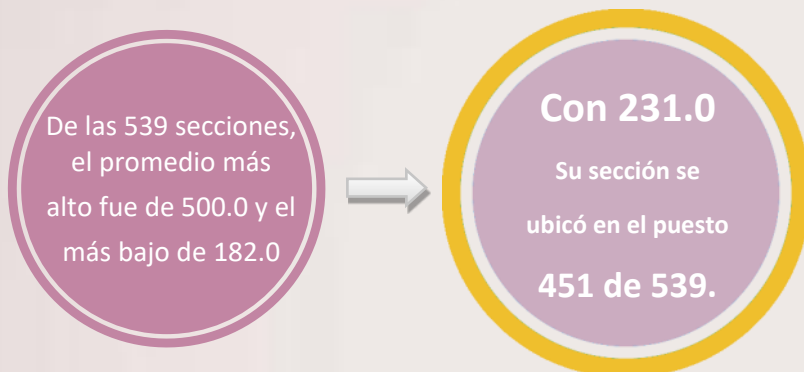 De las 539 secciones,
el promedio más
alto fue de 500.0 y el
más bajo de 182.0
Con 231.0
Su sección se
ubicó en el puesto
451 de 539.